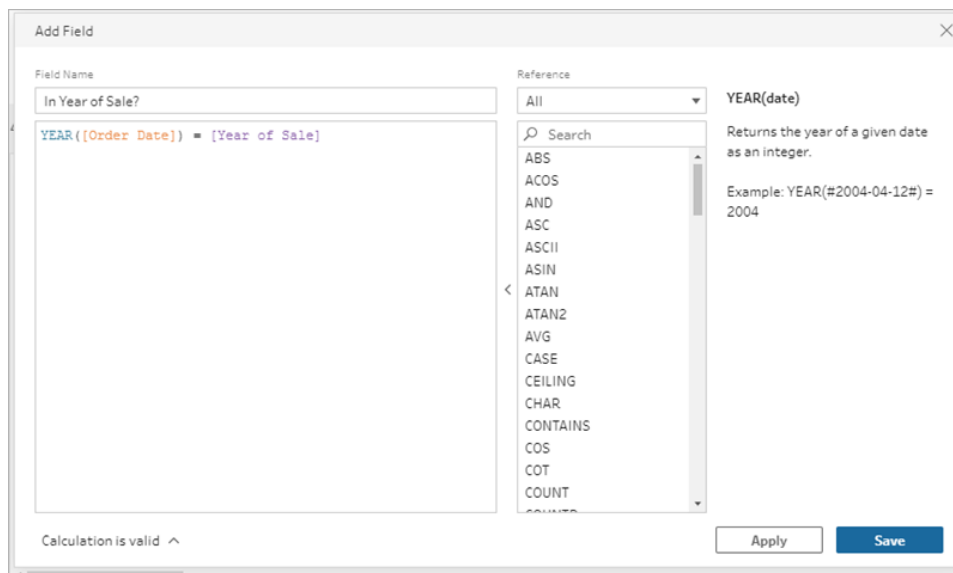 Add Field
Field Name
In Year of Sale?
YEAR([Order Date]) = [Year of Sale]
Reference
All
Search
ABS
ACOS
AND
ASC
ASCII
ASIN
ATAN
ATAN2
AVG
CASE
CEILING
CHAR
CONTAINS
COS
COT
COUNT
YEAR(date)
Returns the year of a given date
as an integer.
Example: YEAR(#2004-04-12#) =
2004
Calculation is valid
Apply
Save